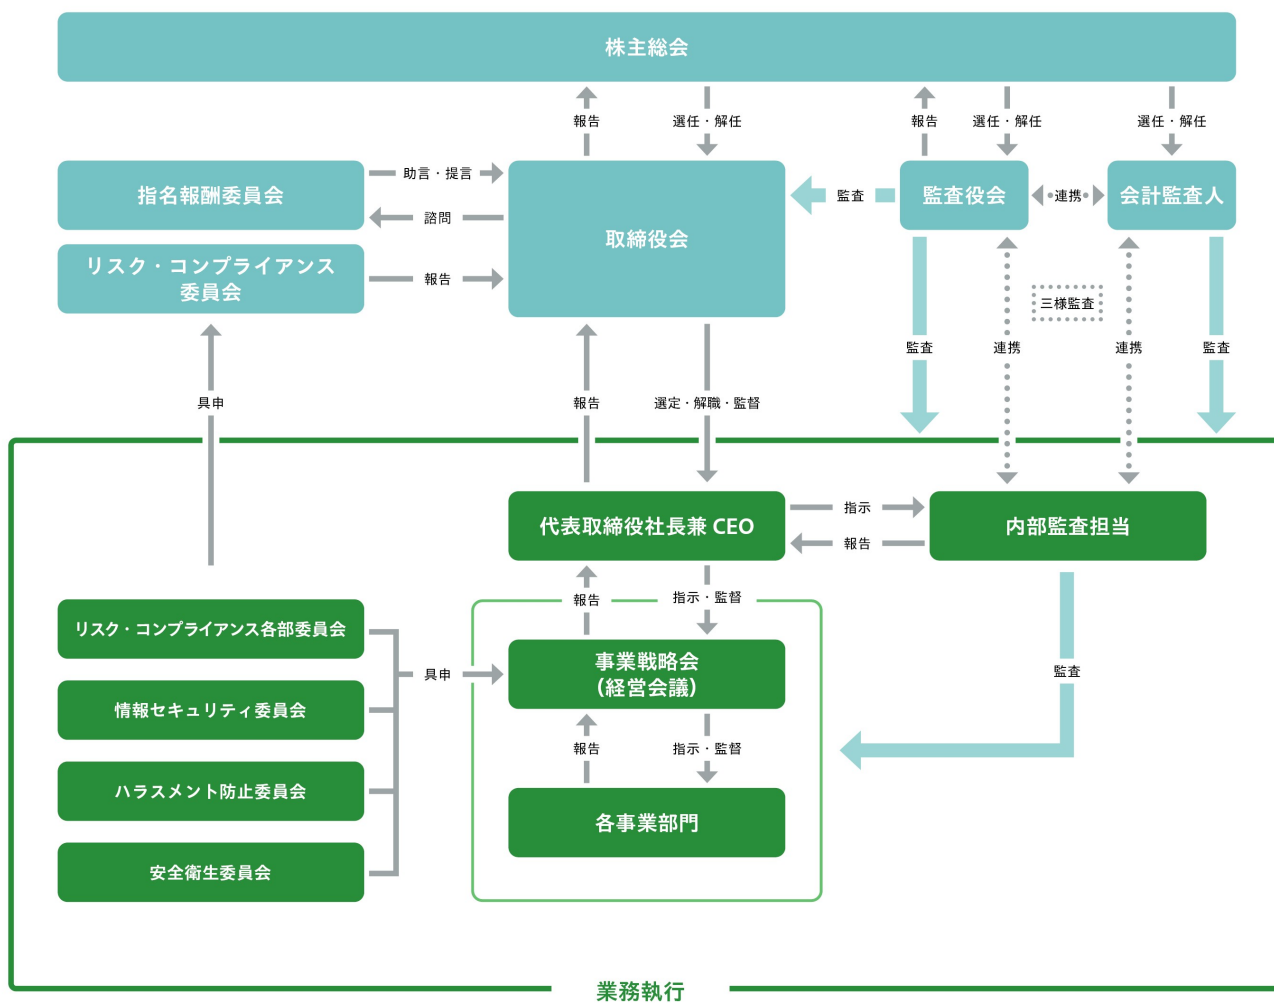 株主総会
報告
選任・解任
報告
選任・解任
選任・解任
指名報酬委員会
助言・提言
諮問
取締役会
監査
監査役会
連携
会計監査人
リスク・コンプライアンス
委員会
報告
三様監査
監査
連携
連携
監査
具申
報告
選定・解職・監督
代表取締役社長兼 CEO
指示
報告
内部監査担当
報告
指示・監督
リスク・コンプライアンス各部委員会
情報セキュリティ委員会
ハラスメント防止委員会
安全衛生委員会
具申
事業戦略会
(経営会議)
監査
報告
指示・監督
各事業部門
業務執行